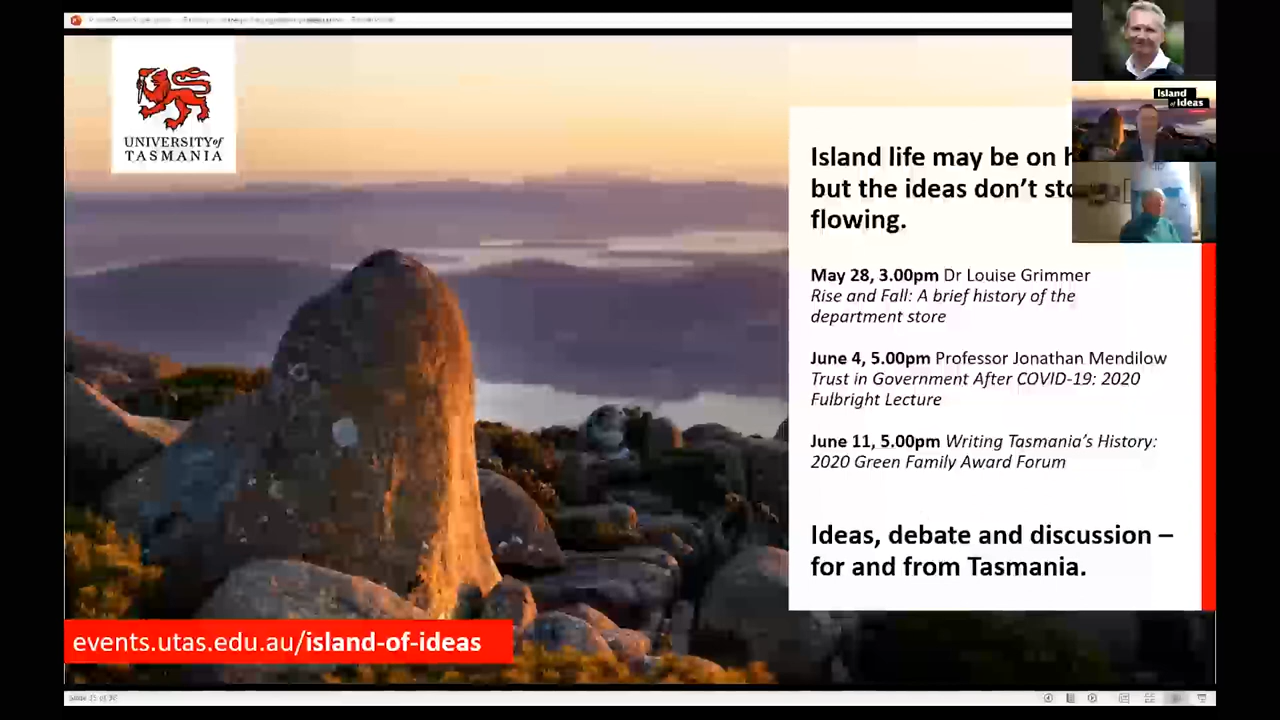 UNIVERSITY of
TASMANIA
Island
of Ideas
Island life may be on
but the ideas don't
flowing.
May 28, 3.00pm Dr Louise Grimmer
Rise and Fall: A brief history of the
department store
June 4, 5.00pm Professor Jonathan Mendilow
Trust in Government After COVID-19: 2020
Fulbright Lecture
June 11, 5.00pm Writing Tasmania's History:
2020 Green Family Award Forum
Ideas, debate and discussion –
for and from Tasmania.
events.utas.edu.au/island-of-ideas